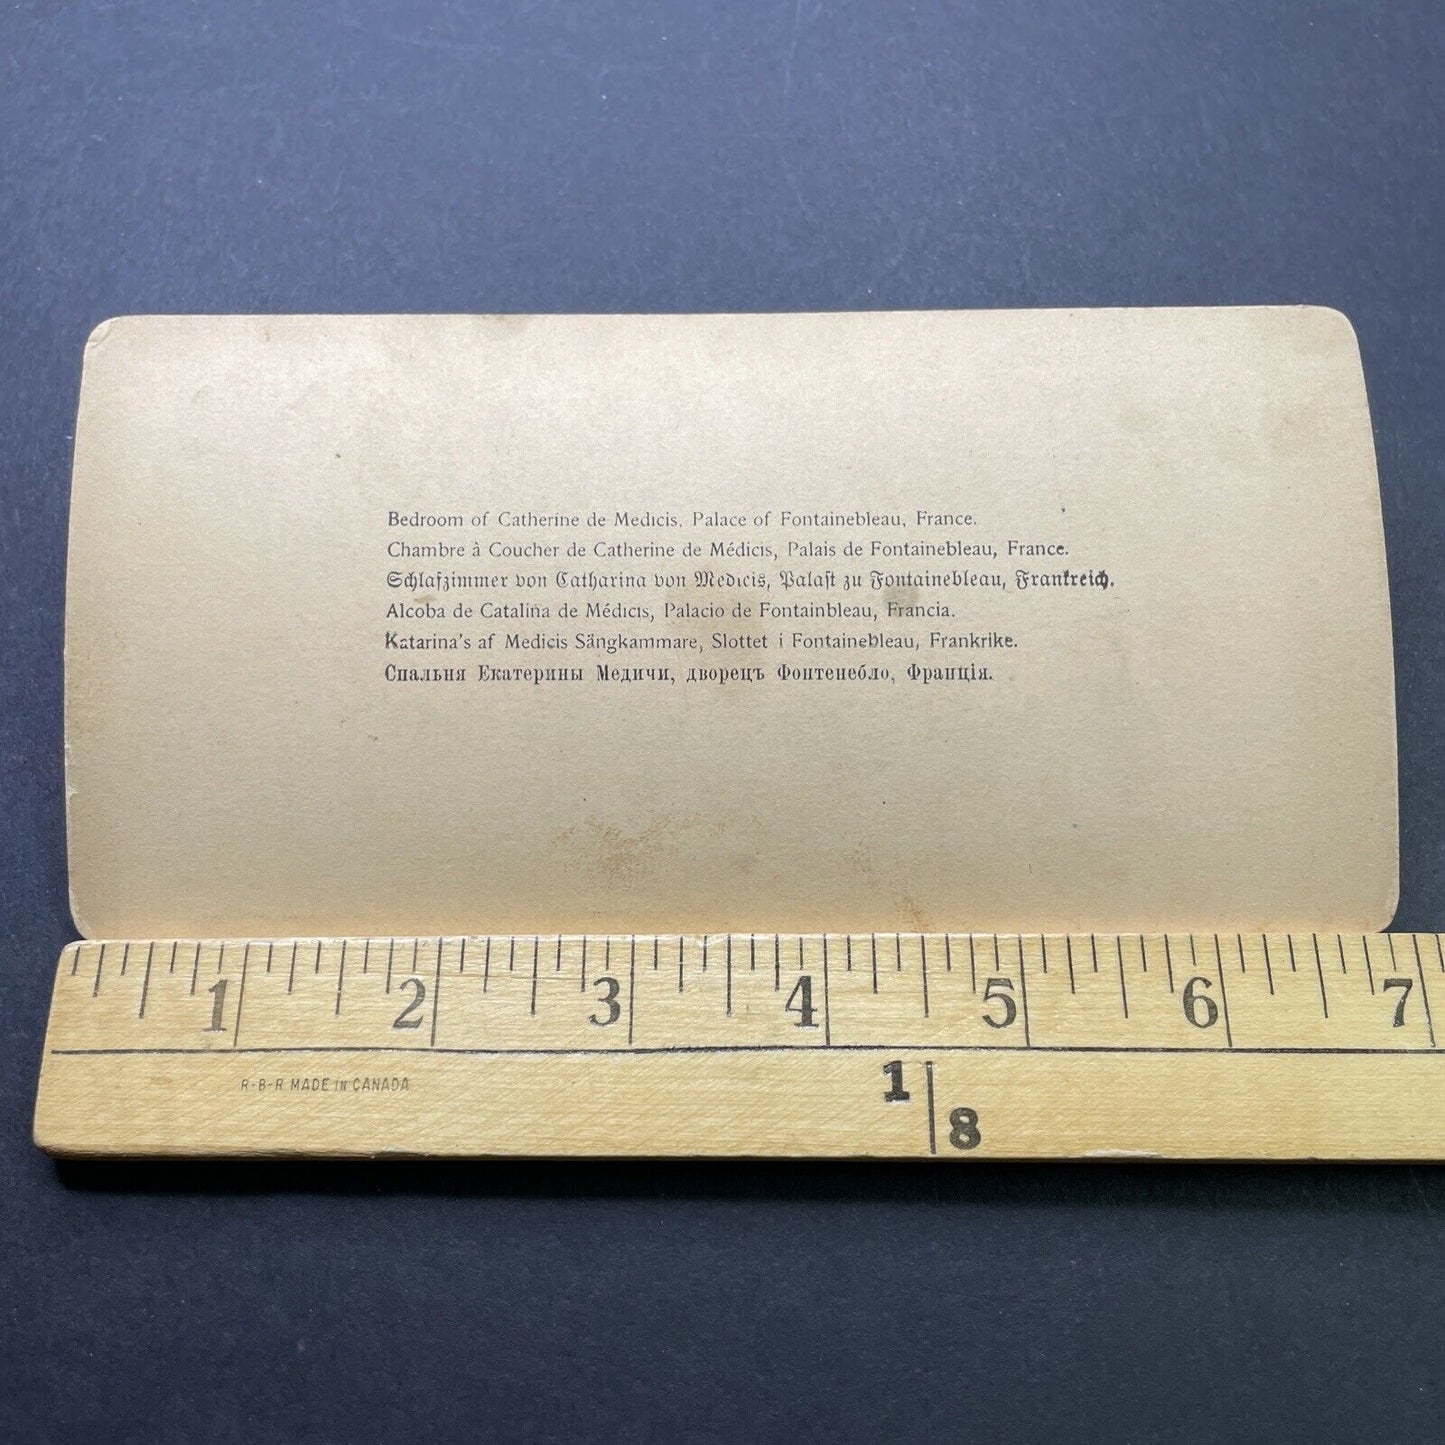 Bedroom of Catherine de Medicis, Palace of Fontainebleau, France.
Chambre à Coucher de Catherine de Médicis, Palais de Fontainebleau, France.
Schlafzimmer von Catharina von Medicis, Palast zu Fontainebleau, Frankreich.
Alcoba de Catalina de Médicis, Palacio de Fontainbleau, Francia.
Katarina's af Medicis Sängkammare, Slottet i Fontainebleau, Frankrike.
Спальня Екатерины Медичи, дворецъ Фонтенебло, Франція.
1 2 3 4 5 6 7
R-B-R MADE IN CANADA
1/8